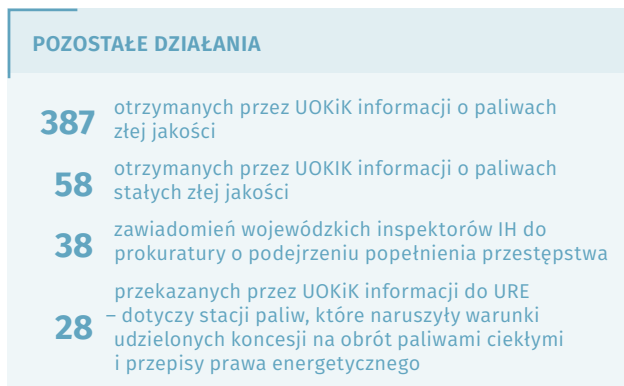 POZOSTAŁE DZIAŁANIA
387 otrzymanych przez UOKiK informacji o paliwach
złej jakości
58 otrzymanych przez UOKIK informacji o paliwach
stałych złej jakości
38 zawiadomień wojewódzkich inspektorów IH do
prokuratury o podejrzeniu popełnienia przestępstwa
28 przekazanych przez UOKiK informacji do URE
– dotyczy stacji paliw, które naruszyły warunki
udzielonych koncesji na obrót paliwami ciekłymi
i przepisy prawa energetycznego